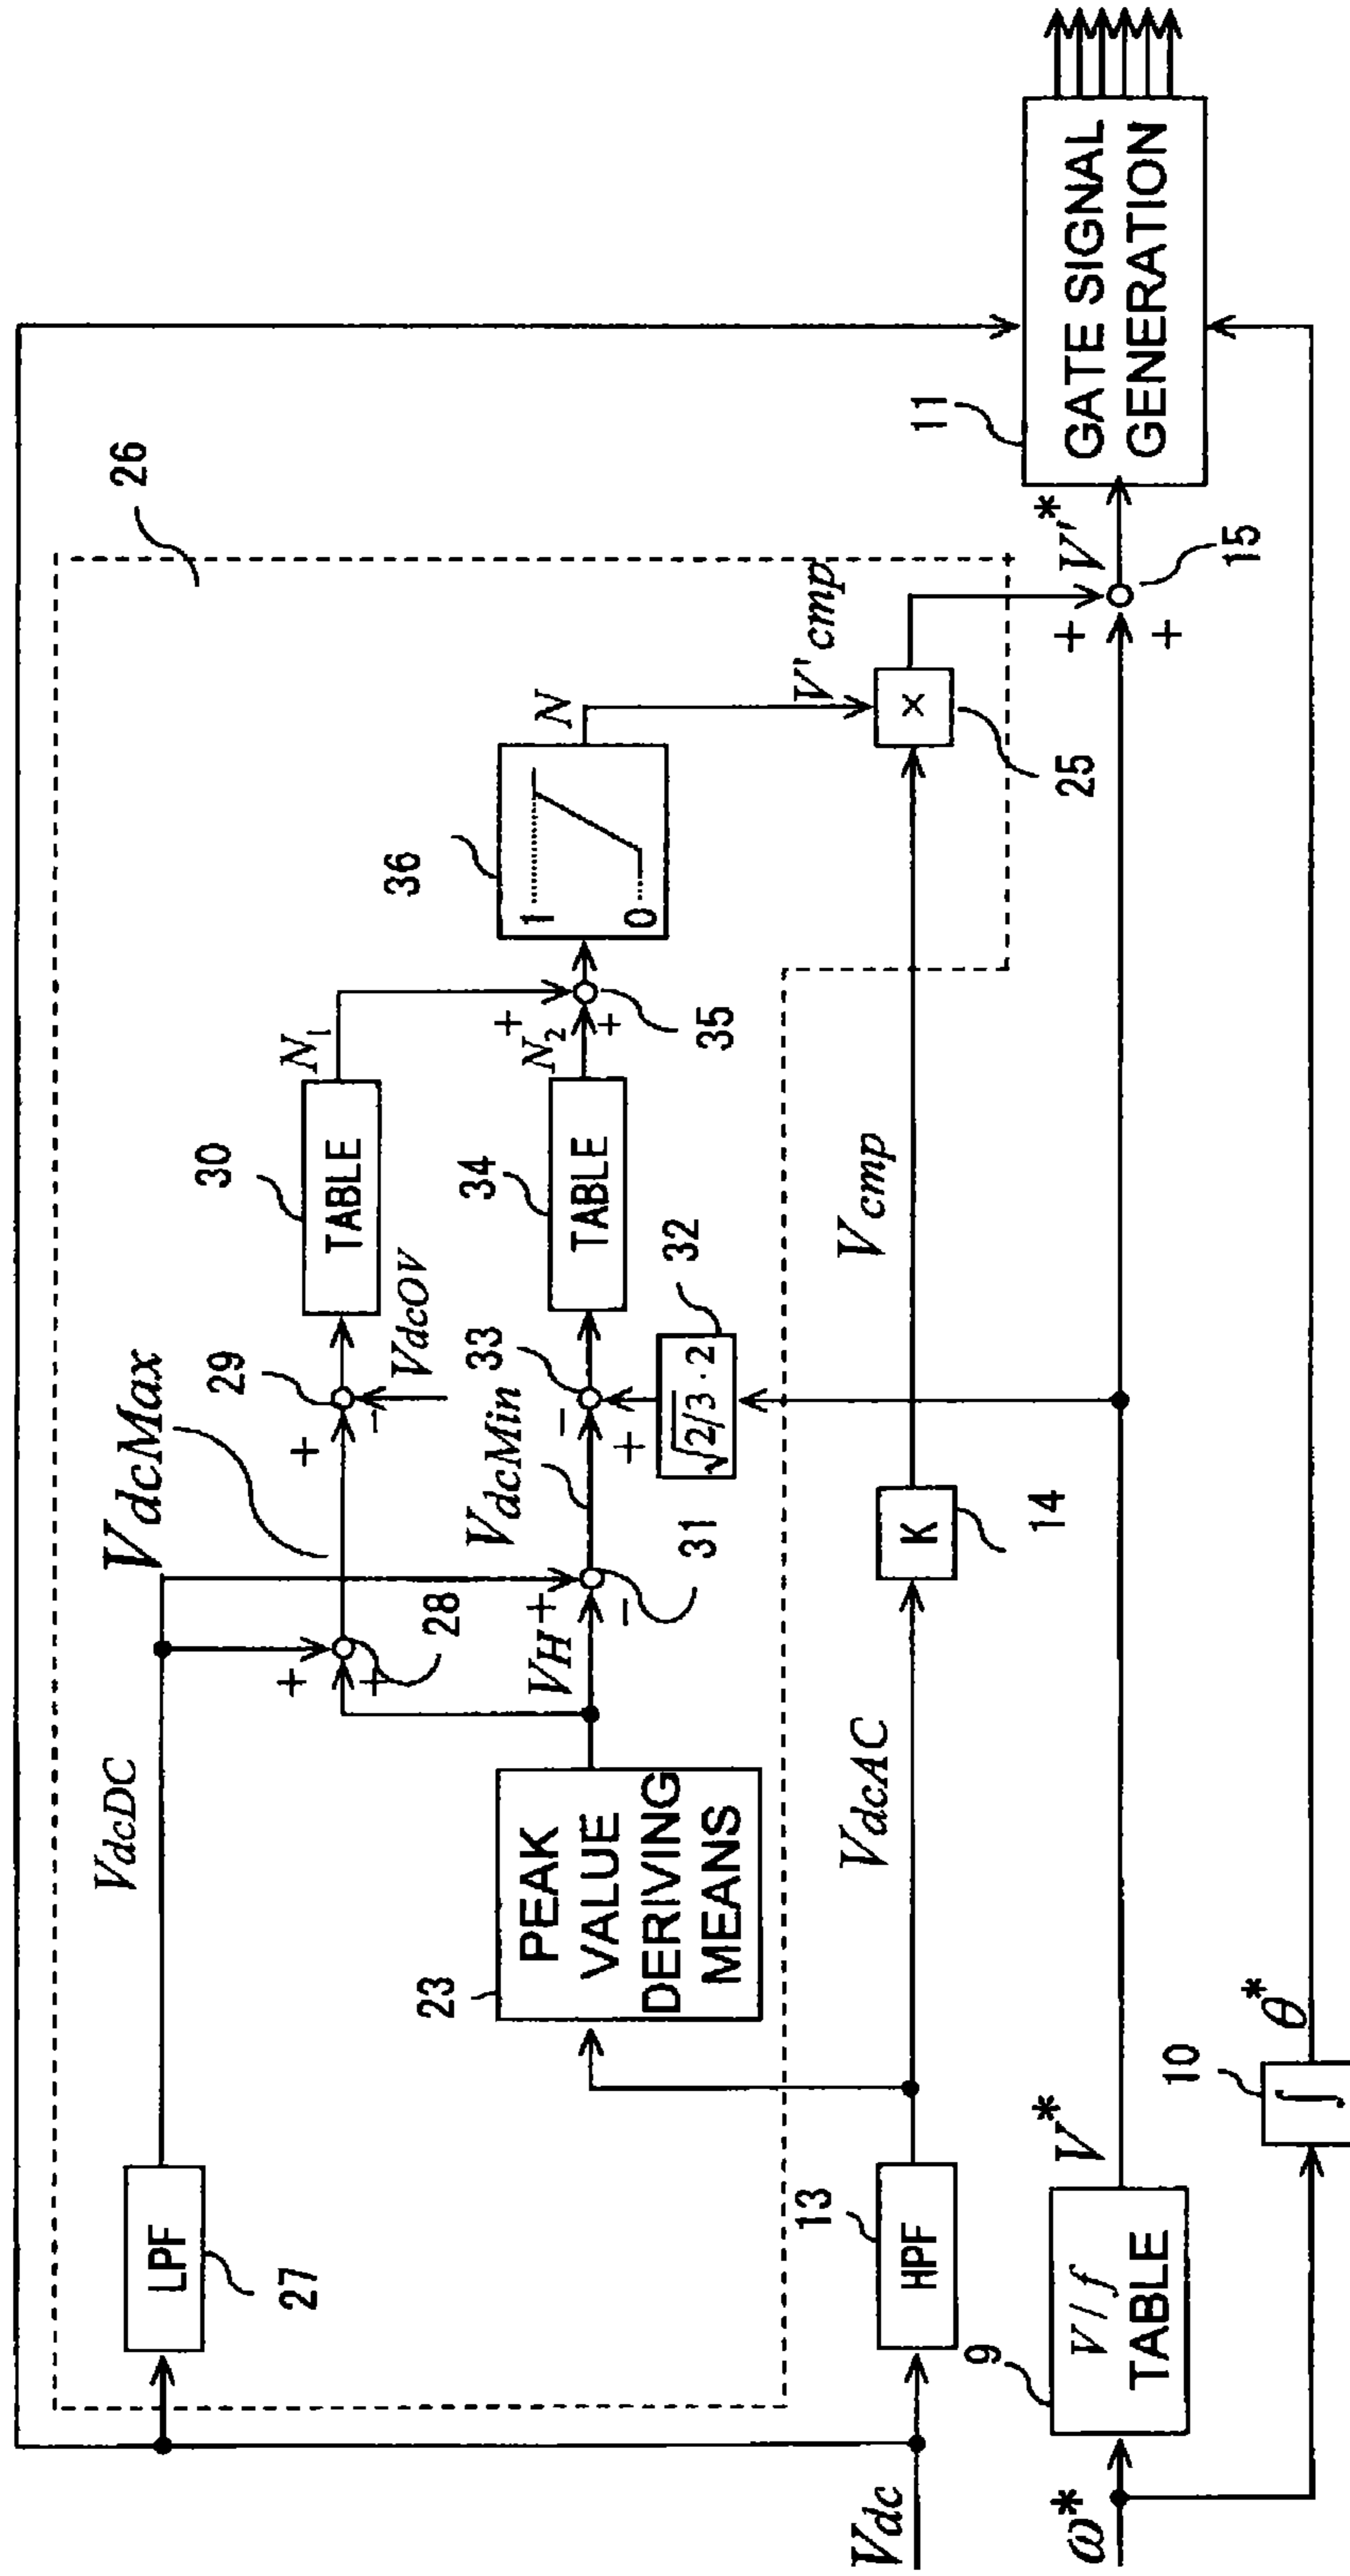 26
VdcDC
VdcMax
LPF
27
28
+
+
29
+
-
VdcOV
30
TABLE
N1
23
PEAK
VALUE
DERIVING
MEANS
VH
+
-
31
VdcMin
33
-
+
√2/3 · 2
32
34
TABLE
N2
+
+
35
36
1
0
N
V'cmp
Vdc
13
HPF
VdcAC
K
14
Vcmp
×
25
ω*
9
V / f
TABLE
V*
+
+
15
V'*
11
GATE SIGNAL
GENERATION
10
∫
θ*